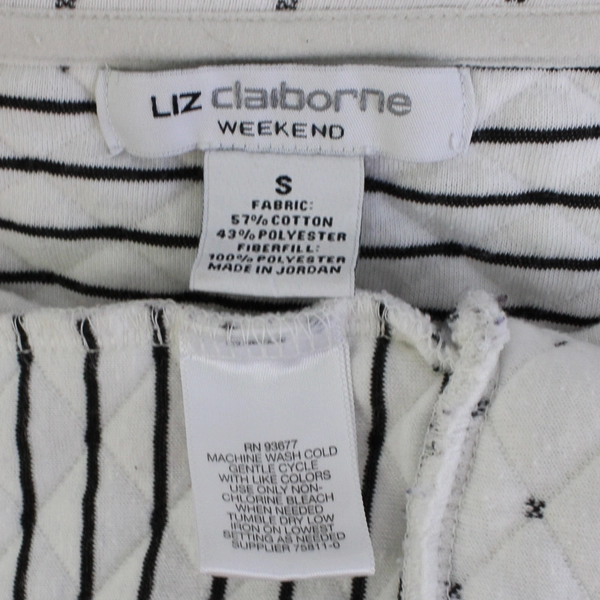 LIZ claiborne
WEEKEND
S
FABRIC:
57% COTTON
43% POLYESTER
FIBERFILL:
100% POLYESTER
MADE IN JORDAN
RN 93677
MACHINE WASH COLD
GENTLE CYCLE
WITH LIKE COLORS
USE ONLY NON-
CHLORINE BLEACH
WHEN NEEDED
TUMBLE DRY LOW
IRON ON LOWEST
SETTING AS NEEDED
SUPPLIER 75811-0